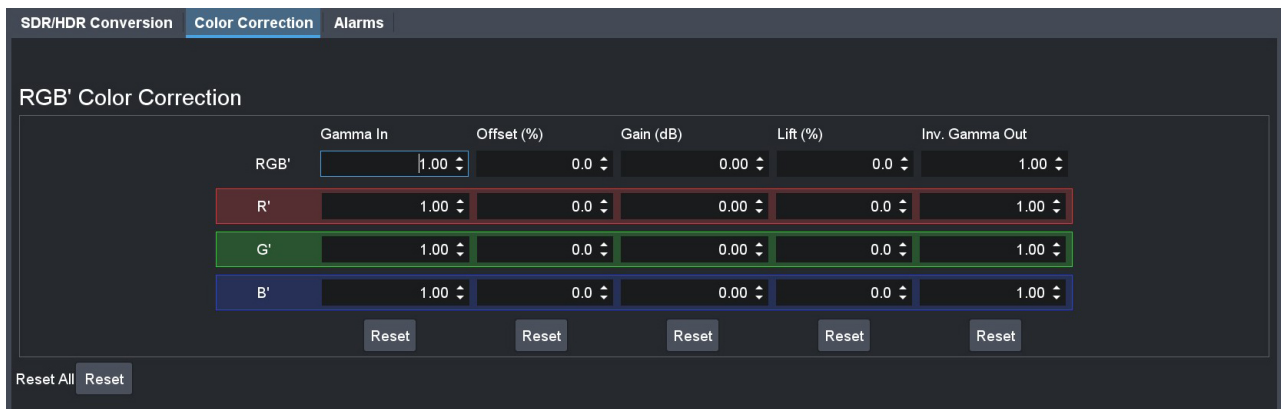 SDR/HDR Conversion Color Correction Alarms
RGB' Color Correction
Gamma In Offset (%) Gain (dB) Lift (%) Inv. Gamma Out
RGB' 1.00 0.0 0.00 0.0 1.00
R' 1.00 0.0 0.00 0.0 1.00
G' 1.00 0.0 0.00 0.0 1.00
B' 1.00 0.0 0.00 0.0 1.00
Reset Reset Reset Reset Reset
Reset All Reset